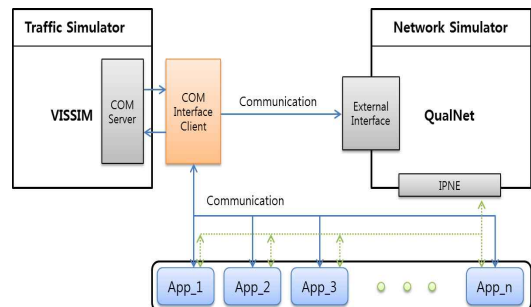 Traffic Simulator
Network Simulator
VISSIM
COM
Server
COM
Interface
Client
Communication
External
Interface
QualNet
IPNE
Communication
App_1
App_2
App_3
App_n